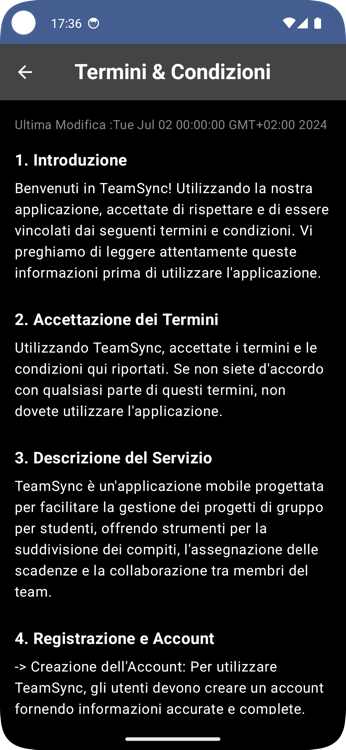 17:36
Termini & Condizioni
Ultima Modifica :Tue Jul 02 00:00:00 GMT+02:00 2024
1. Introduzione
Benvenuti in TeamSync! Utilizzando la nostra
applicazione, accettate di rispettare e di essere
vincolati dai seguenti termini e condizioni. Vi
preghiamo di leggere attentamente queste
informazioni prima di utilizzare l'applicazione.
2. Accettazione dei Termini
Utilizzando TeamSync, accettate i termini e le
condizioni qui riportati. Se non siete d'accordo
con qualsiasi parte di questi termini, non
dovete utilizzare l'applicazione.
3. Descrizione del Servizio
TeamSync è un'applicazione mobile progettata
per facilitare la gestione dei progetti di gruppo
per studenti, offrendo strumenti per la
suddivisione dei compiti, l'assegnazione delle
scadenze e la collaborazione tra membri del
team.
4. Registrazione e Account
-> Creazione dell'Account: Per utilizzare
TeamSync, gli utenti devono creare un account
fornendo informazioni accurate e complete.